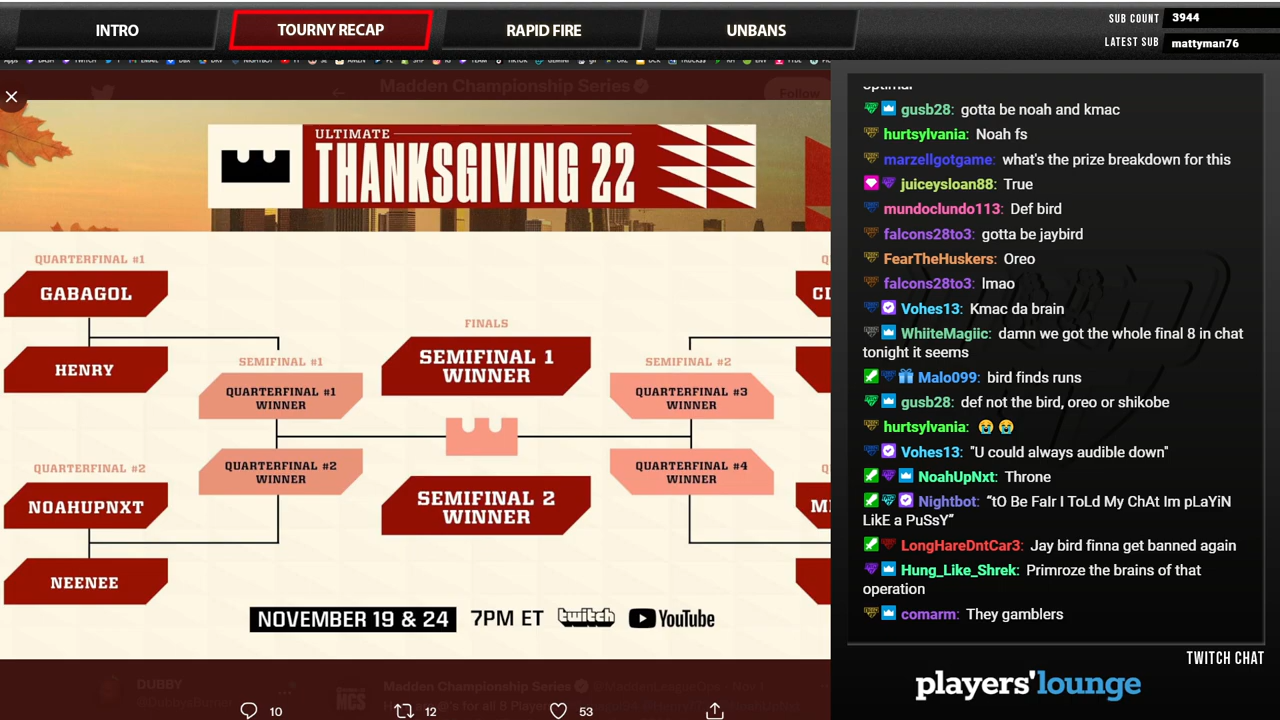 INTRO
TOURNY RECAP
RAPID FIRE
UNBANS
SUB COUNT 3944
LATEST SUB mattyman76
Madden Championship Series
Follow
ULTIMATE
THANKSGIVING 22
QUARTERFINAL #1
GABAGOL
HENRY
QUARTERFINAL #2
NOAHUPNXT
NEENEE
SEMIFINAL #1
QUARTERFINAL #1
WINNER
QUARTERFINAL #2
WINNER
FINALS
SEMIFINAL 1
WINNER
SEMIFINAL 2
WINNER
SEMIFINAL #2
QUARTERFINAL #3
WINNER
QUARTERFINAL #4
WINNER
NOVEMBER 19 & 24 7PM ET twitch YouTube
DUBBY
Madden Championship Series
10 12 53
gusb28: gotta be noah and kmac
hurtsylvania: Noah fs
marzellgotgame: what's the prize breakdown for this
juiceysloan88: True
mundoclundo113: Def bird
falcons28to3: gotta be jaybird
FearTheHuskers: Oreo
falcons28to3: lmao
Vohes13: Kmac da brain
WhiiteMagiic: damn we got the whole final 8 in chat
tonight it seems
Malo099: bird finds runs
gusb28: def not the bird, oreo or shikobe
hurtsylvania: 😭 😭
Vohes13: "U could always audible down"
NoahUpNxt: Throne
Nightbot: “tO Be FaIr I ToLd My ChAt Im pLaYiN
LikE a PuSsY”
LongHareDntCar3: Jay bird finna get banned again
Hung_Like_Shrek: Primroze the brains of that
operation
comarm: They gamblers
TWITCH CHAT
players'lounge